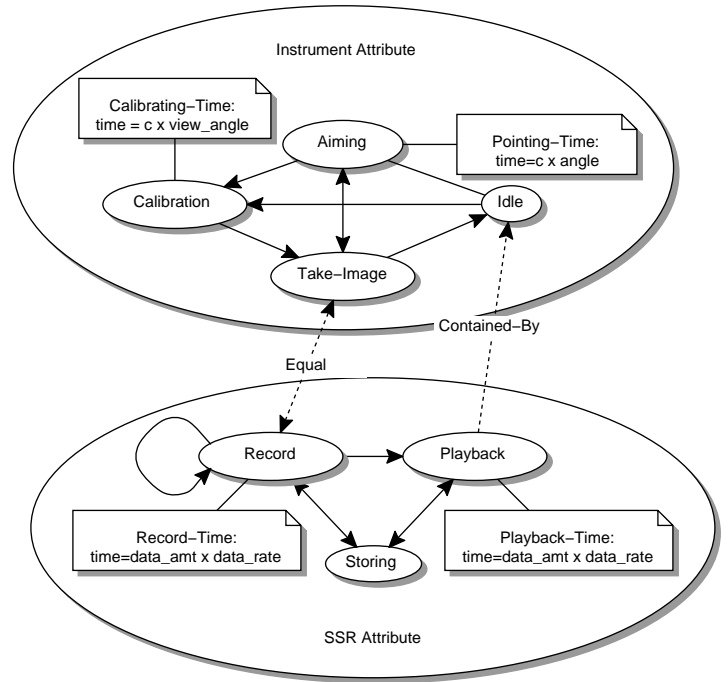 Instrument Attribute
Calibrating–Time:
time = c x view_angle
Aiming
Pointing–Time:
time=c x angle
Calibration
Idle
Take–Image
Contained–By
Equal
Record
Playback
Record–Time:
time=data_amt x data_rate
Playback–Time:
time=data_amt x data_rate
Storing
SSR Attribute